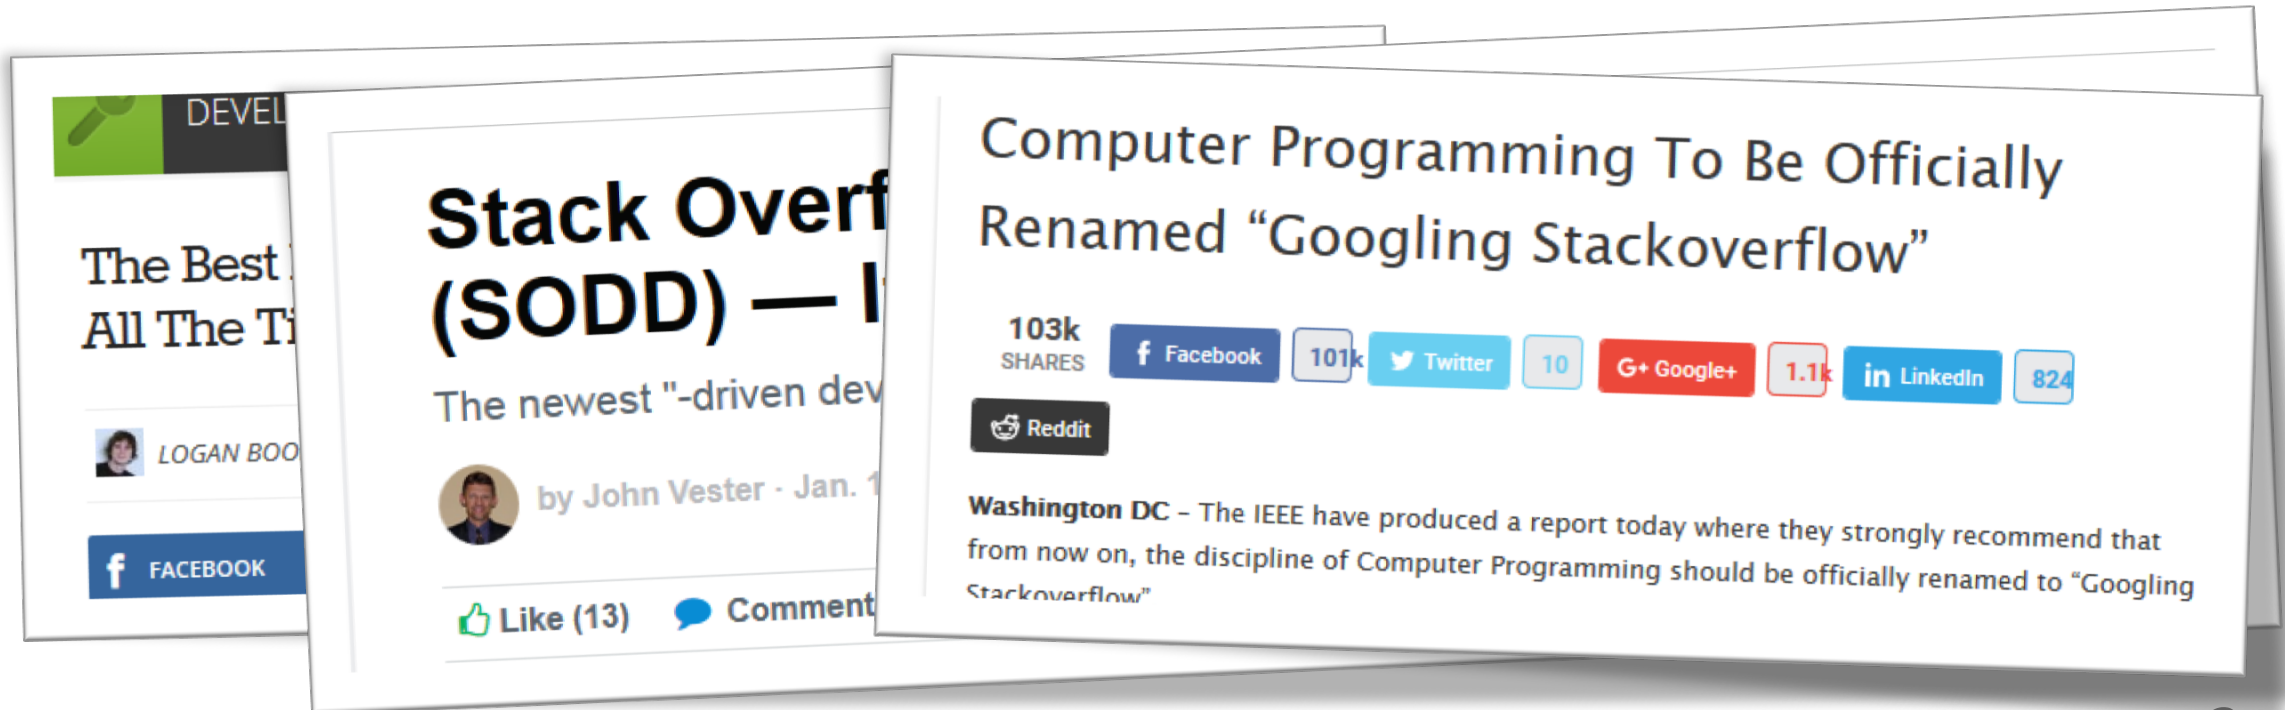 DEVEL
The Best
All The Ti
LOGAN BOO
FACEBOOK
Stack Overf
(SODD) — I
The newest "-driven dev
by John Vester · Jan. 1
Like (13) Comment
Computer Programming To Be Officially
Renamed “Googling Stackoverflow”
103k
SHARES
Facebook 101k Twitter 10 G+ Google+ 1.1k in LinkedIn 824
Reddit
Washington DC – The IEEE have produced a report today where they strongly recommend that
from now on, the discipline of Computer Programming should be officially renamed to “Googling
Stackoverflow”